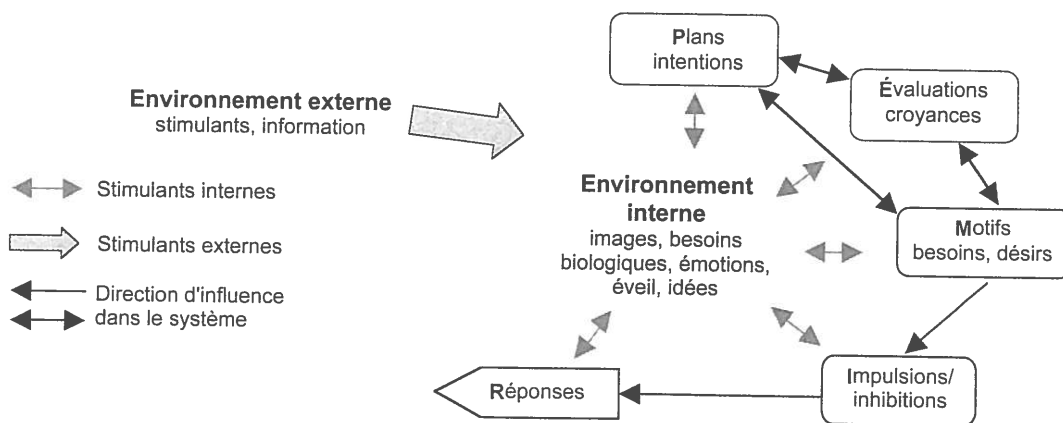 Plans
intentions
Environnement externe
stimulants, information
Évaluations
croyances
Stimulants internes
Environnement
interne
images, besoins
biologiques, émotions,
éveil, idées
Motifs
besoins, désirs
Stimulants externes
Direction d'influence
dans le système
Réponses
Impulsions/
inhibitions